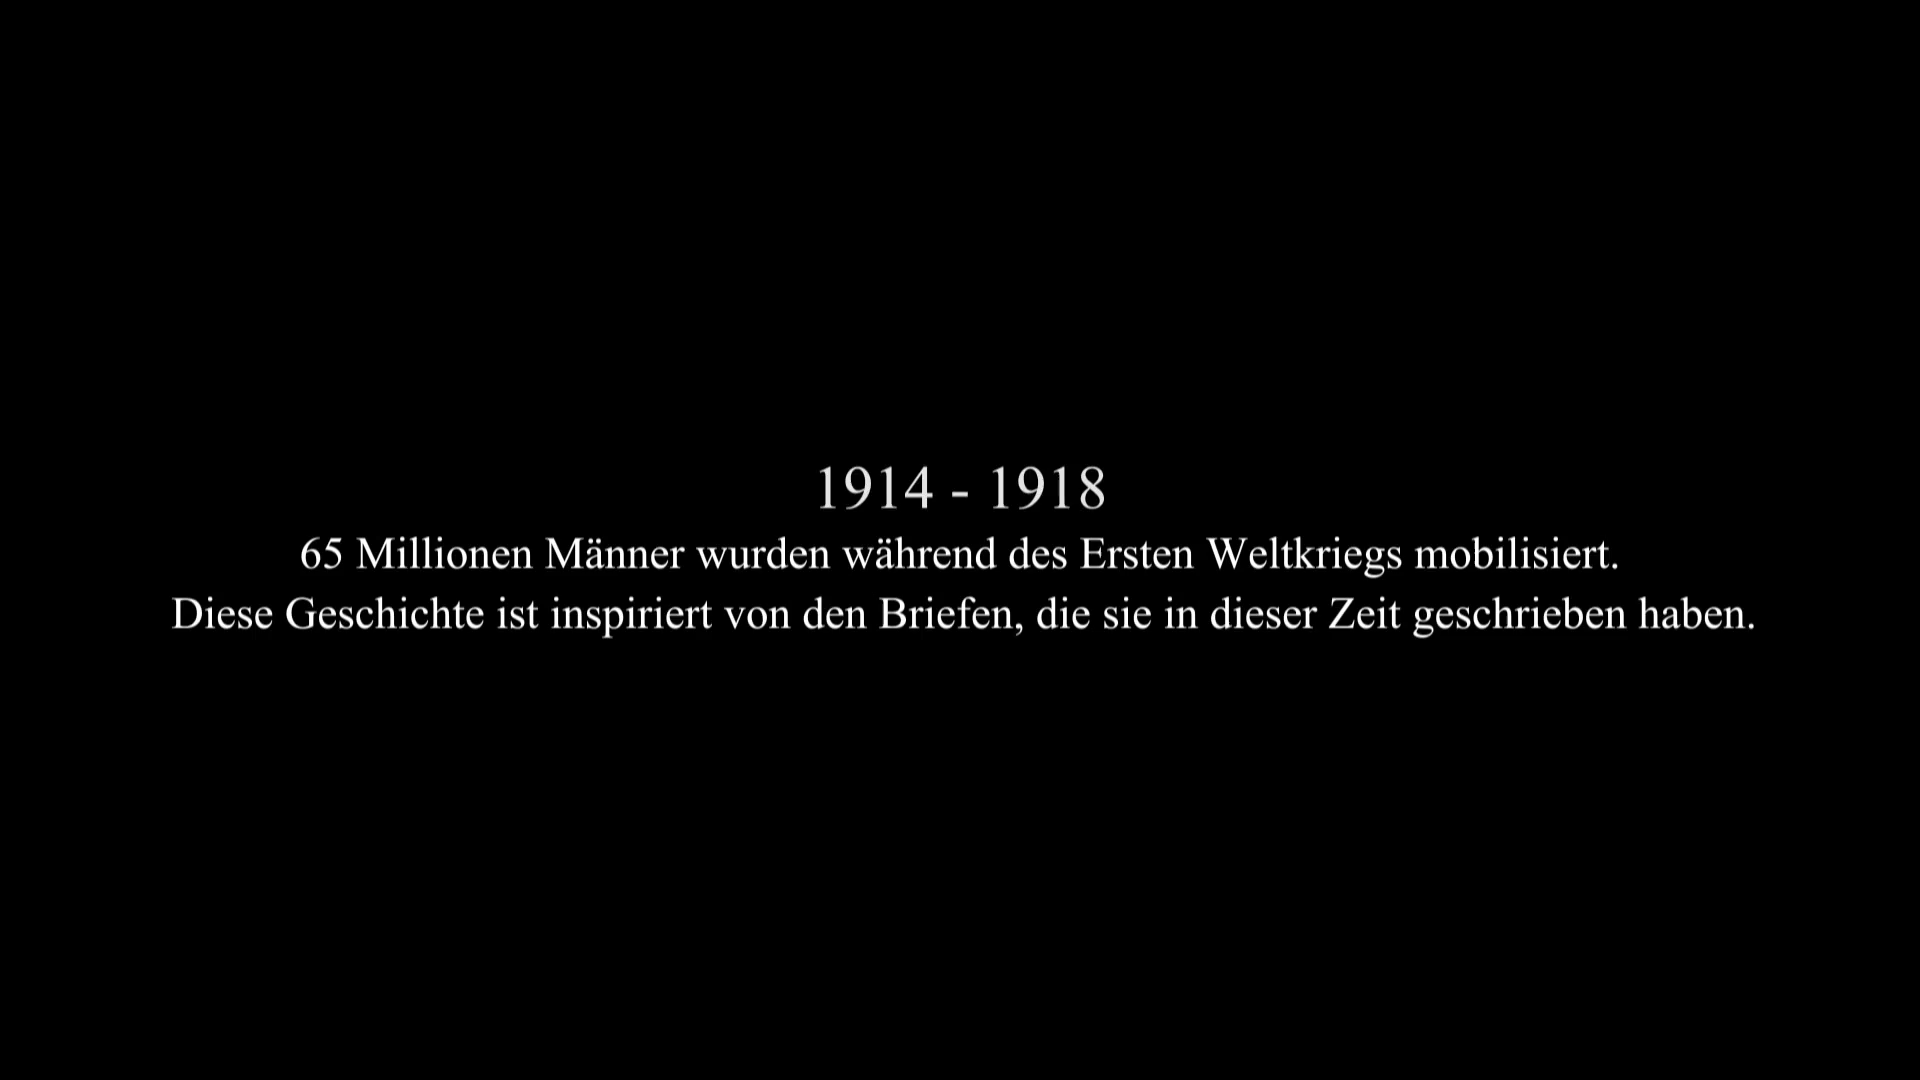 1914 - 1918
65 Millionen Männer wurden während des Ersten Weltkriegs mobilisiert.
Diese Geschichte ist inspiriert von den Briefen, die sie in dieser Zeit geschrieben haben.